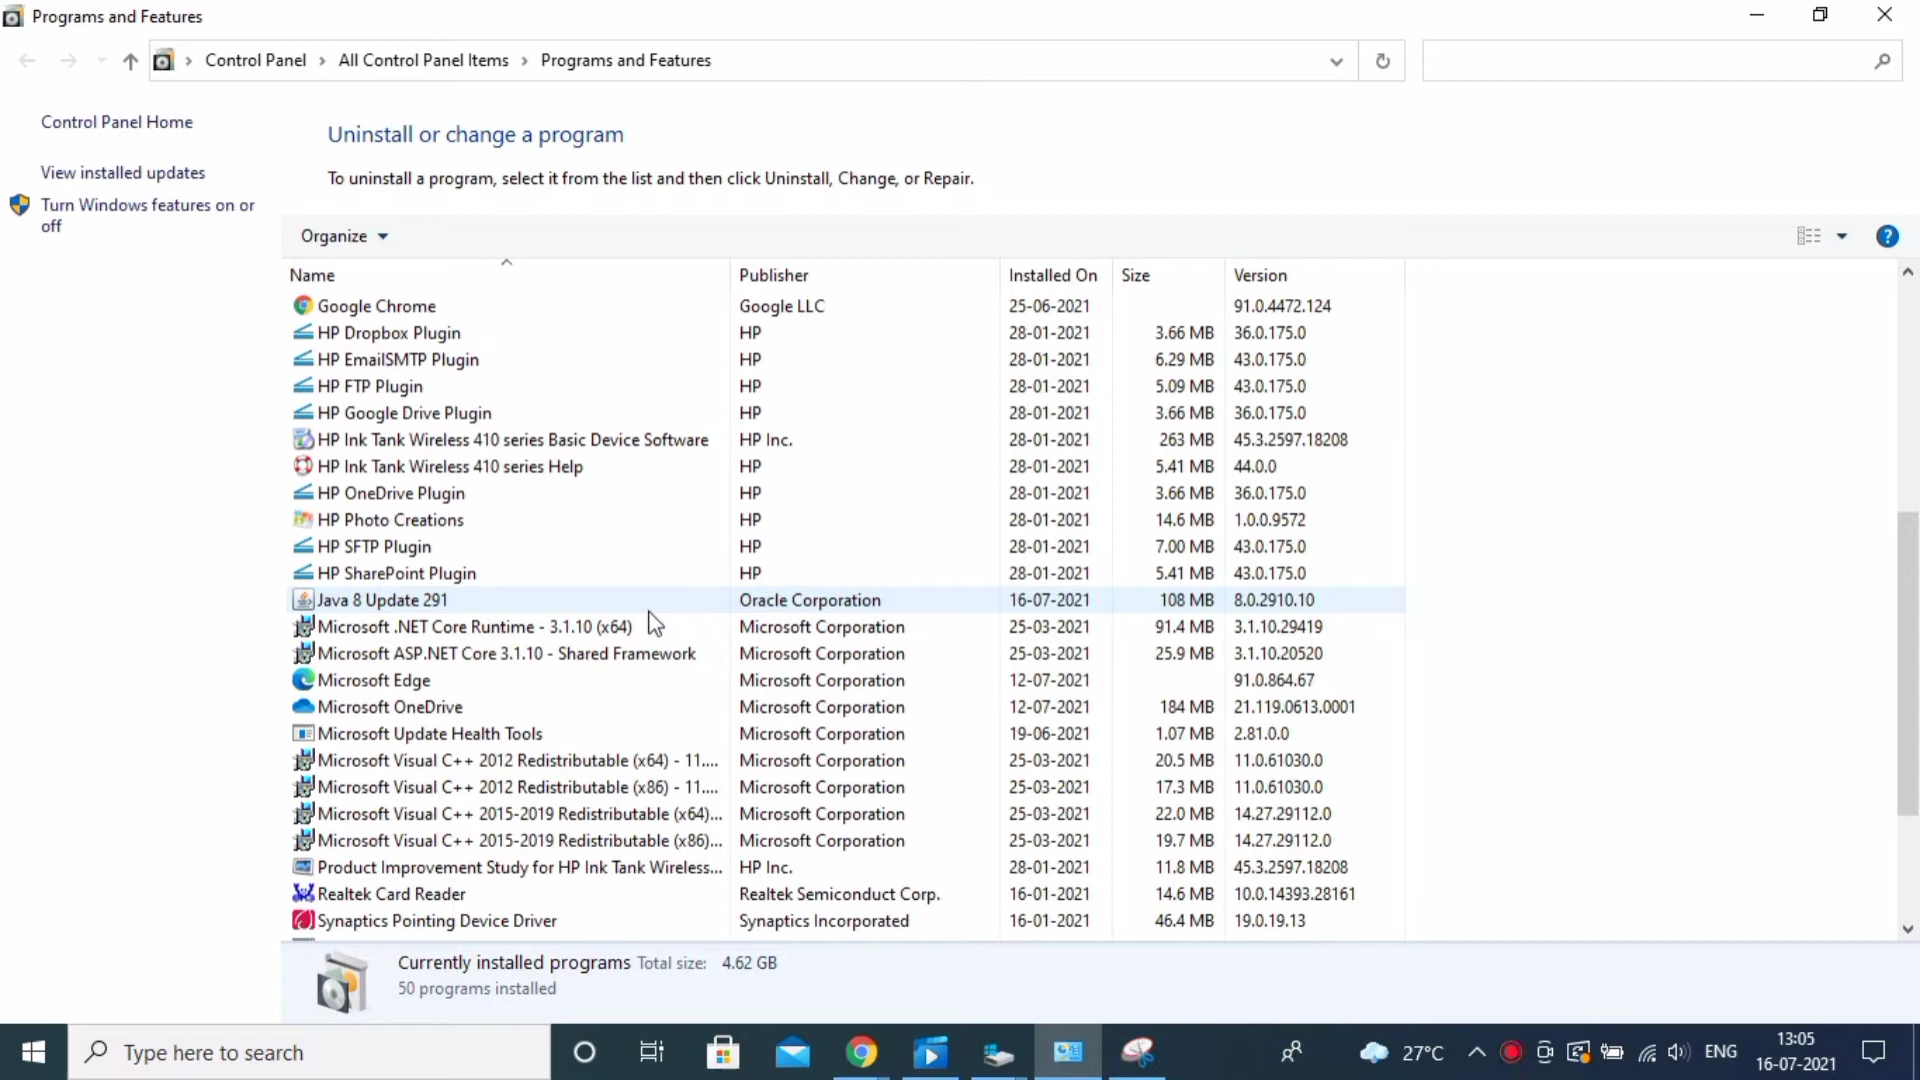 Programs and Features
Control Panel > All Control Panel Items > Programs and Features
Control Panel Home
View installed updates
Turn Windows features on or
off
Uninstall or change a program
To uninstall a program, select it from the list and then click Uninstall, Change, or Repair.
Organize
Name Publisher Installed On Size Version
Google Chrome Google LLC 25-06-2021 91.0.4472.124
HP Dropbox Plugin HP 28-01-2021 3.66 MB 36.0.175.0
HP EmailSMTP Plugin HP 28-01-2021 6.29 MB 43.0.175.0
HP FTP Plugin HP 28-01-2021 5.09 MB 43.0.175.0
HP Google Drive Plugin HP 28-01-2021 3.66 MB 36.0.175.0
HP Ink Tank Wireless 410 series Basic Device Software HP Inc. 28-01-2021 263 MB 45.3.2597.18208
HP Ink Tank Wireless 410 series Help HP 28-01-2021 5.41 MB 44.0.0
HP OneDrive Plugin HP 28-01-2021 3.66 MB 36.0.175.0
HP Photo Creations HP 28-01-2021 14.6 MB 1.0.0.9572
HP SFTP Plugin HP 28-01-2021 7.00 MB 43.0.175.0
HP SharePoint Plugin HP 28-01-2021 5.41 MB 43.0.175.0
Java 8 Update 291 Oracle Corporation 16-07-2021 108 MB 8.0.2910.10
Microsoft .NET Core Runtime - 3.1.10 (x64) Microsoft Corporation 25-03-2021 91.4 MB 3.1.10.29419
Microsoft ASP.NET Core 3.1.10 - Shared Framework Microsoft Corporation 25-03-2021 25.9 MB 3.1.10.20520
Microsoft Edge Microsoft Corporation 12-07-2021 91.0.864.67
Microsoft OneDrive Microsoft Corporation 12-07-2021 184 MB 21.119.0613.0001
Microsoft Update Health Tools Microsoft Corporation 19-06-2021 1.07 MB 2.81.0.0
Microsoft Visual C++ 2012 Redistributable (x64) - 11.... Microsoft Corporation 25-03-2021 20.5 MB 11.0.61030.0
Microsoft Visual C++ 2012 Redistributable (x86) - 11.... Microsoft Corporation 25-03-2021 17.3 MB 11.0.61030.0
Microsoft Visual C++ 2015-2019 Redistributable (x64)... Microsoft Corporation 25-03-2021 22.0 MB 14.27.29112.0
Microsoft Visual C++ 2015-2019 Redistributable (x86)... Microsoft Corporation 25-03-2021 19.7 MB 14.27.29112.0
Product Improvement Study for HP Ink Tank Wireless... HP Inc. 28-01-2021 11.8 MB 45.3.2597.18208
Realtek Card Reader Realtek Semiconduct Corp. 16-01-2021 14.6 MB 10.0.14393.28161
Synaptics Pointing Device Driver Synaptics Incorporated 16-01-2021 46.4 MB 19.0.19.13
Currently installed programs Total size: 4.62 GB
50 programs installed
Type here to search
27°C
ENG
13:05
16-07-2021